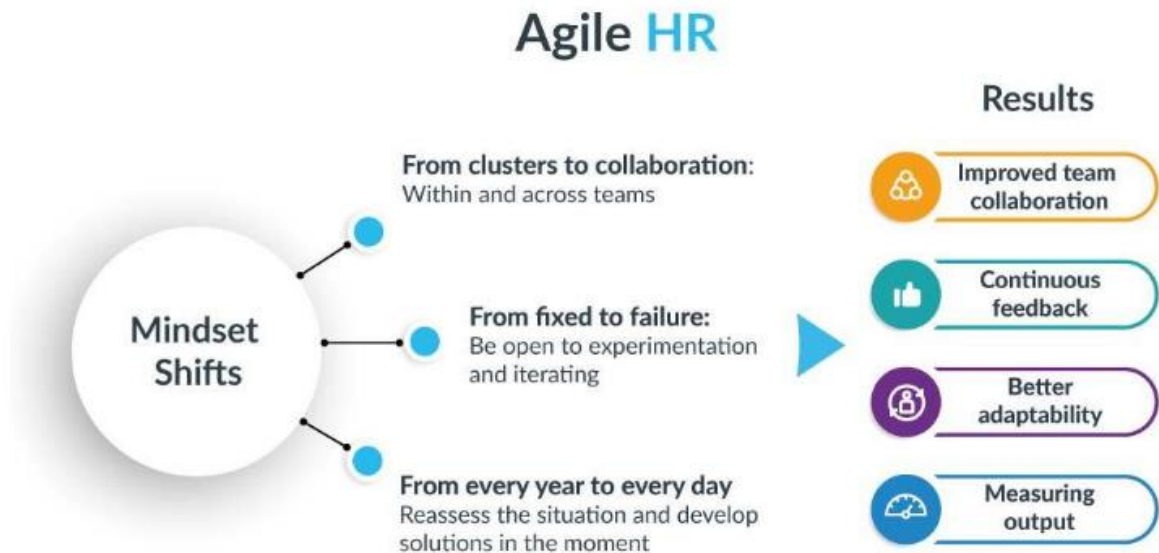 Agile HR
Mindset
Shifts
From clusters to collaboration:
Within and across teams
From fixed to failure:
Be open to experimentation
and iterating
From every year to every day
Reassess the situation and develop
solutions in the moment
Results
Improved team
collaboration
Continuous
feedback
Better
adaptability
Measuring
output